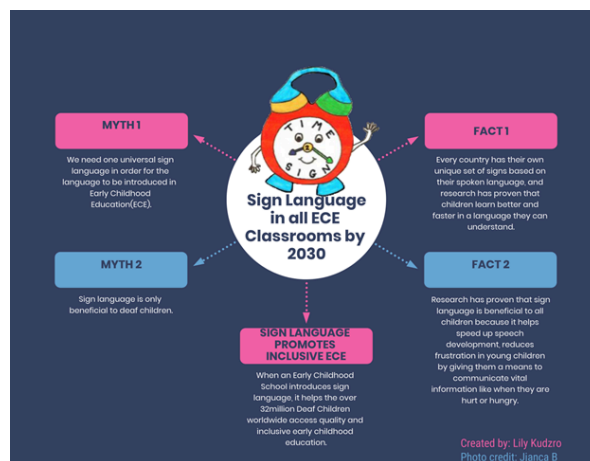 TIME
SIGN
Sign Language
in all ECE
Classrooms by
2030
MYTH 1
We need one universal sign
language in order for the
language to be introduced in
Early Childhood
Education(ECE).
FACT 1
Every country has their own
unique set of signs based on
their spoken language, and
research has proven that
children learn better and
faster in a language they can
understand.
MYTH 2
Sign language is only
beneficial to deaf children.
FACT 2
Research has proven that sign
language is beneficial to all
children because it helps
speed up speech
development, reduces
frustration in young children
by giving them a means to
communicate vital
information like when they are
hurt or hungry.
SIGN LANGUAGE
PROMOTES
INCLUSIVE ECE
When an Early Childhood
School introduces sign
language, it helps the over
32million Deaf Children
worldwide access quality and
inclusive early childhood
education.
Created by: Lily Kudzro
Photo credit: Jianca B